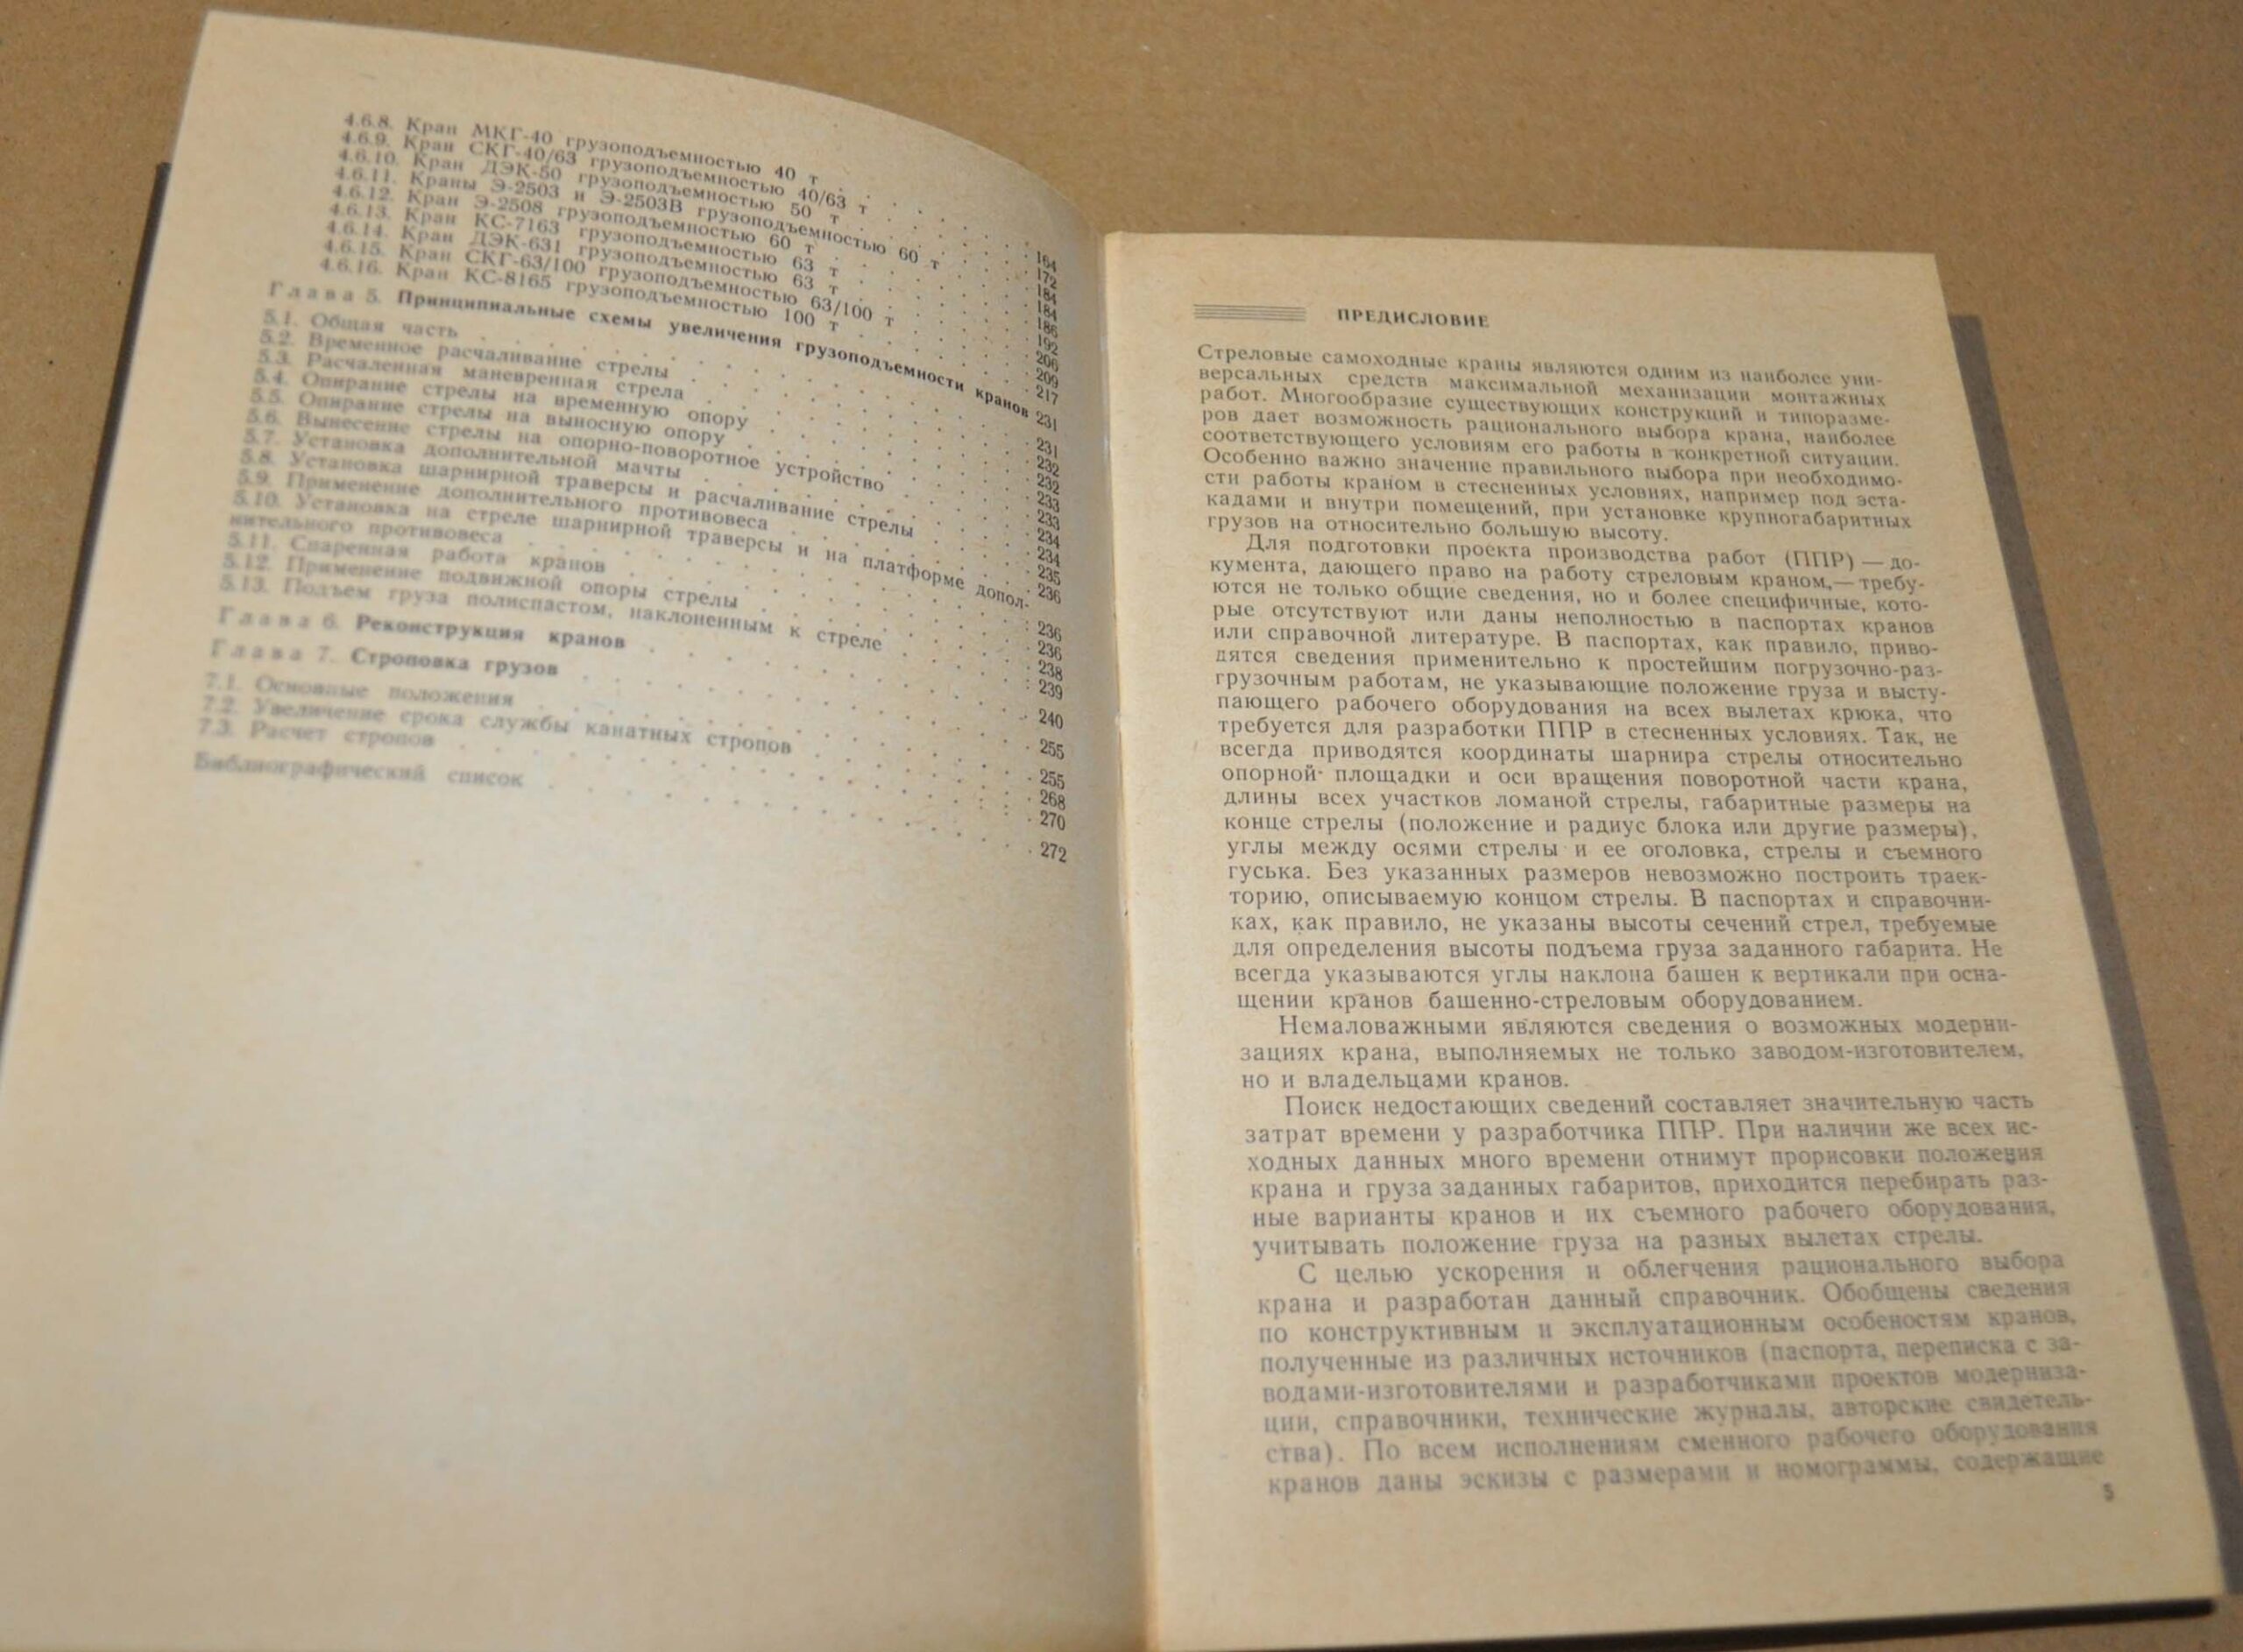 4.6.8. Кран МКГ-40 грузоподъемностью 40 т . . . . . 164
4.6.9. Кран СКГ-40/63 грузоподъемностью 40/63 т . . . . . 172
4.6.10. Кран ДЭК-50 грузоподъемностью 50 т . . . . . 184
4.6.11. Краны Э-2503 и Э-2503В грузоподъемностью 60 т . . . . . 184
4.6.12. Кран Э-2508 грузоподъемностью 60 т . . . . . 186
4.6.13. Кран КС-7163 грузоподъемностью 63 т . . . . . 192
4.6.14. Кран ДЭК-631 грузоподъемностью 63 т . . . . . 206
4.6.15. Кран СКГ-63/100 грузоподъемностью 63/100 т . . . . . 209
4.6.16. Кран КС-8165 грузоподъемностью 100 т . . . . . 217
Глава 5. Принципиальные схемы увеличения грузоподъемности кранов 231
5.1. Общая часть . . . . . 231
5.2. Временное расчаливание стрелы . . . . . 232
5.3. Расчаленная маневренная стрела . . . . . 232
5.4. Опирание стрелы на временную опору . . . . . 233
5.5. Опирание стрелы на выносную опору . . . . . 233
5.6. Вынесение стрелы на опорно-поворотное устройство . . . . . 234
5.7. Установка дополнительной мачты . . . . . 234
5.8. Установка шарнирной траверсы и расчаливание стрелы . . . . . 235
5.9. Применение дополнительного противовеса . . . . . 236
5.10. Установка на стреле шарнирной траверсы и на платформе допол-
нительного противовеса . . . . . 236
5.11. Спаренная работа кранов . . . . . 236
5.12. Применение подвижной опоры стрелы . . . . . 238
5.13. Подъем груза полиспастом, наклоненным к стреле . . . . . 239
Глава 6. Реконструкция кранов . . . . . 240
Глава 7. Строповка грузов . . . . . 255
7.1. Основные положения . . . . . 255
7.2. Увеличение срока службы канатных стропов . . . . . 268
7.3. Расчет стропов . . . . . 270
Библиографический список . . . . . 272
ПРЕДИСЛОВИЕ
Стреловые самоходные краны являются одним из наиболее уни-
версальных средств максимальной механизации монтажных
работ. Многообразие существующих конструкций и типоразме-
ров дает возможность рационального выбора крана, наиболее
соответствующего условиям его работы в конкретной ситуации.
Особенно важно значение правильного выбора при необходимо-
сти работы краном в стесненных условиях, например под эста-
кадами и внутри помещений, при установке крупногабаритных
грузов на относительно большую высоту.
Для подготовки проекта производства работ (ППР) — до-
кумента, дающего право на работу стреловым краном,— требу-
ются не только общие сведения, но и более специфичные, кото-
рые отсутствуют или даны неполностью в паспортах кранов
или справочной литературе. В паспортах, как правило, приво-
дятся сведения применительно к простейшим погрузочно-раз-
грузочным работам, не указывающие положение груза и высту-
пающего рабочего оборудования на всех вылетах крюка, что
требуется для разработки ППР в стесненных условиях. Так, не
всегда приводятся координаты шарнира стрелы относительно
опорной площадки и оси вращения поворотной части крана,
длины всех участков ломаной стрелы, габаритные размеры на
конце стрелы (положение и радиус блока или другие размеры),
углы между осями стрелы и ее оголовка, стрелы и съемного
гуська. Без указанных размеров невозможно построить траек-
торию, описываемую концом стрелы. В паспортах и справочни-
ках, как правило, не указаны высоты сечений стрел, требуемые
для определения высоты подъема груза заданного габарита. Не
всегда указываются углы наклона башен к вертикали при осна-
щении кранов башенно-стреловым оборудованием.
Немаловажными являются сведения о возможных модерни-
зациях крана, выполняемых не только заводом-изготовителем,
но и владельцами кранов.
Поиск недостающих сведений составляет значительную часть
затрат времени у разработчика ППР. При наличии же всех ис-
ходных данных много времени отнимут прорисовки положения
крана и груза заданных габаритов, приходится перебирать раз-
ные варианты кранов и их съемного рабочего оборудования,
учитывать положение груза на разных вылетах стрелы.
С целью ускорения и облегчения рационального выбора
крана и разработан данный справочник. Обобщены сведения
по конструктивным и эксплуатационным особеностям кранов,
полученные из различных источников (паспорта, переписка с за-
водами-изготовителями и разработчиками проектов модерниза-
ции, справочники, технические журналы, авторские свидетель-
ства). По всем исполнениям сменного рабочего оборудования
кранов даны эскизы с размерами и номограммы, содержащие
5